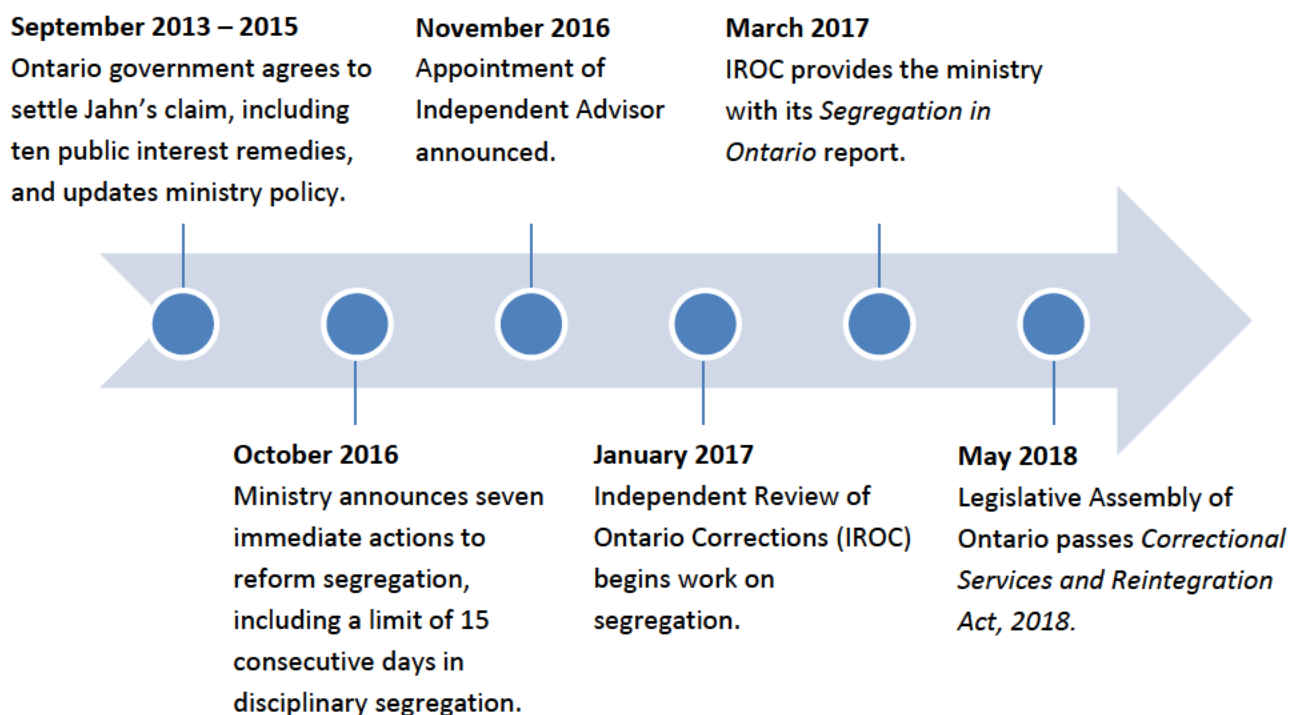 September 2013 – 2015
Ontario government agrees to
settle Jahn's claim, including
ten public interest remedies,
and updates ministry policy.
November 2016
Appointment of
Independent Advisor
announced.
March 2017
IROC provides the ministry
with its Segregation in
Ontario report.
October 2016
Ministry announces seven
immediate actions to
reform segregation,
including a limit of 15
consecutive days in
disciplinary segregation.
January 2017
Independent Review of
Ontario Corrections (IROC)
begins work on
segregation.
May 2018
Legislative Assembly of
Ontario passes Correctional
Services and Reintegration
Act, 2018.